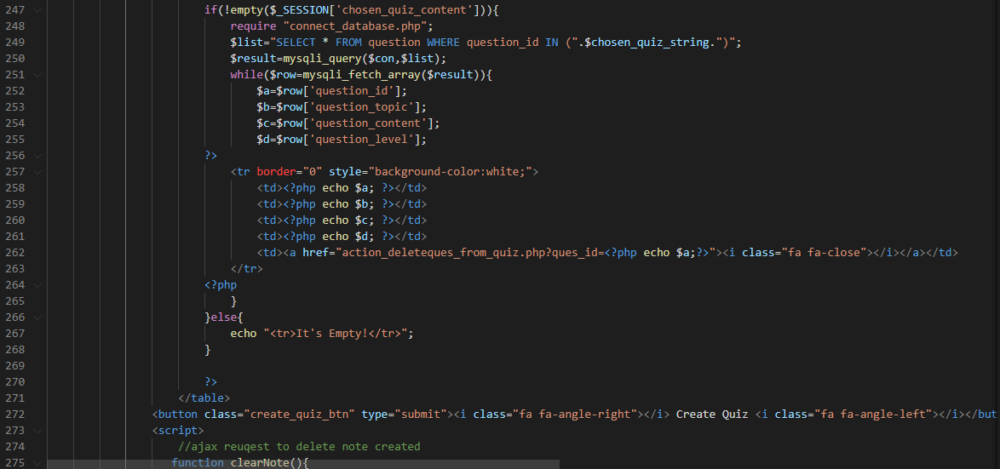 247 if(!empty($_SESSION['chosen_quiz_content'])){
248 require "connect_database.php";
249 $list="SELECT * FROM question WHERE question_id IN (".$chosen_quiz_string.")";
250 $result=mysqli_query($con,$list);
251 while($row=mysqli_fetch_array($result)){
252 $a=$row['question_id'];
253 $b=$row['question_topic'];
254 $c=$row['question_content'];
255 $d=$row['question_level'];
256 ?>
257 <tr border="0" style="background-color:white;">
258 <td><?php echo $a; ?></td>
259 <td><?php echo $b; ?></td>
260 <td><?php echo $c; ?></td>
261 <td><?php echo $d; ?></td>
262 <td><a href="action_deleteques_from_quiz.php?ques_id=<?php echo $a;?>"><i class="fa fa-close"></i></a></td>
263 </tr>
264 <?php
265 }
266 }else{
267 echo "<tr>It's Empty!</tr>";
268 }
269
270 ?>
271 </table>
272 <button class="create_quiz_btn" type="submit"><i class="fa fa-angle-right"></i> Create Quiz <i class="fa fa-angle-left"></i></but
273 <script>
274 //ajax reuqest to delete note created
275 function clearNote(){